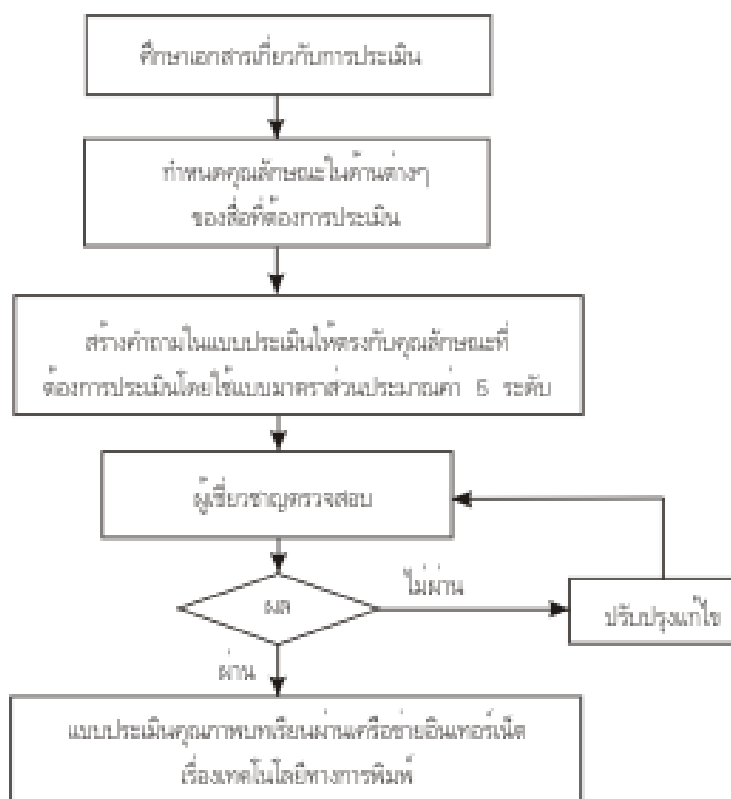 ศึกษาเอกสารเกี่ยวกับการประเมิน
กำหนดคุณลักษณะในด้านต่างๆ
ของสื่อที่ต้องการประเมิน
สร้างคำถามในแบบประเมินให้ตรงกับคุณลักษณะที่
ต้องการประเมินโดยใช้แบบมาตราส่วนประมาณค่า 5 ระดับ
ผู้เชี่ยวชาญตรวจสอบ
ผล
ไม่ผ่าน
ปรับปรุงแก้ไข
ผ่าน
แบบประเมินคุณภาพบทเรียนผ่านเครือข่ายอินเทอร์เน็ต
เรื่องเทคโนโลยีทางการพิมพ์